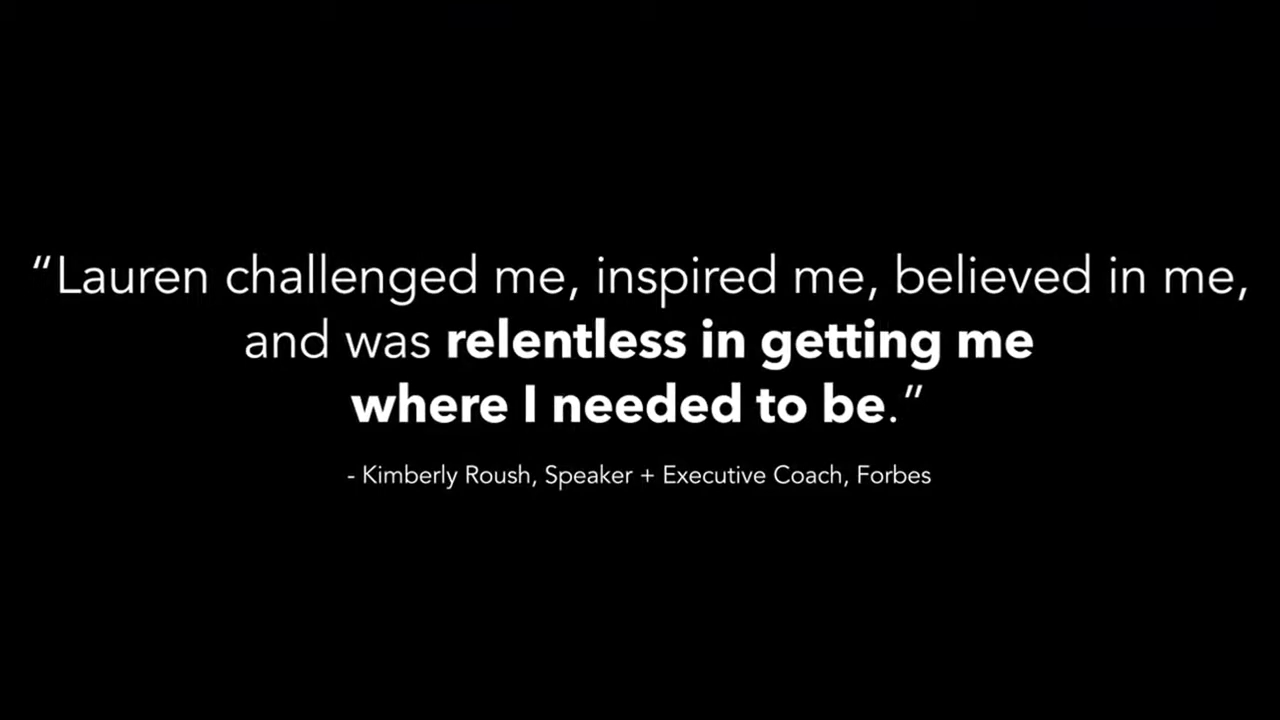 “Lauren challenged me, inspired me, believed in me,
and was relentless in getting me
where I needed to be.”
- Kimberly Roush, Speaker + Executive Coach, Forbes